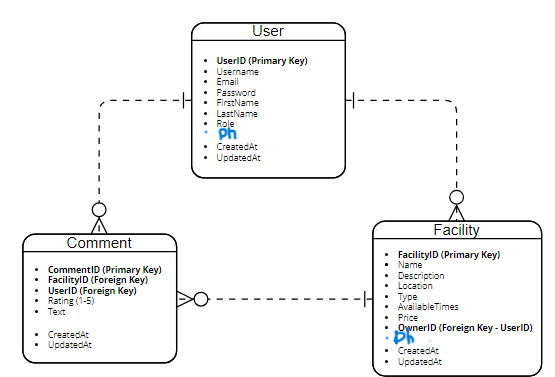 User
UserID (Primary Key)
Username
Email
Password
FirstName
LastName
Role
Ph
CreatedAt
UpdatedAt
Comment
CommentID (Primary Key)
FacilityID (Foreign Key)
UserID (Foreign Key)
Rating (1-5)
Text
CreatedAt
UpdatedAt
Facility
FacilityID (Primary Key)
Name
Description
Location
Type
AvailableTimes
Price
OwnerID (Foreign Key - UserID)
Ph
CreatedAt
UpdatedAt